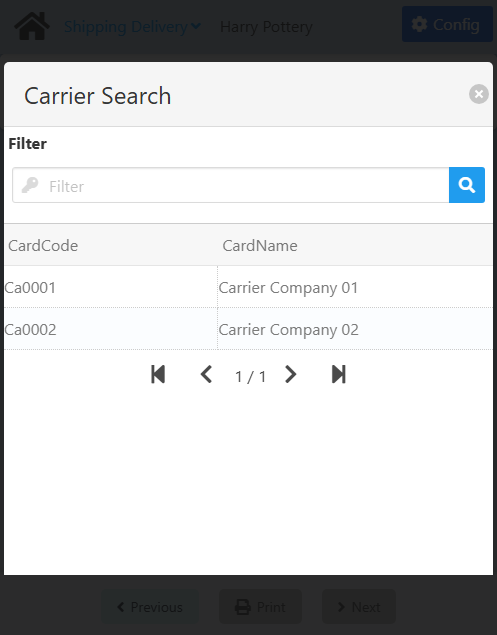 Shipping Delivery Harry Pottery Config
Carrier Search
Filter
Filter
CardCode CardName
Ca0001 Carrier Company 01
Ca0002 Carrier Company 02
1 / 1
Previous Print Next